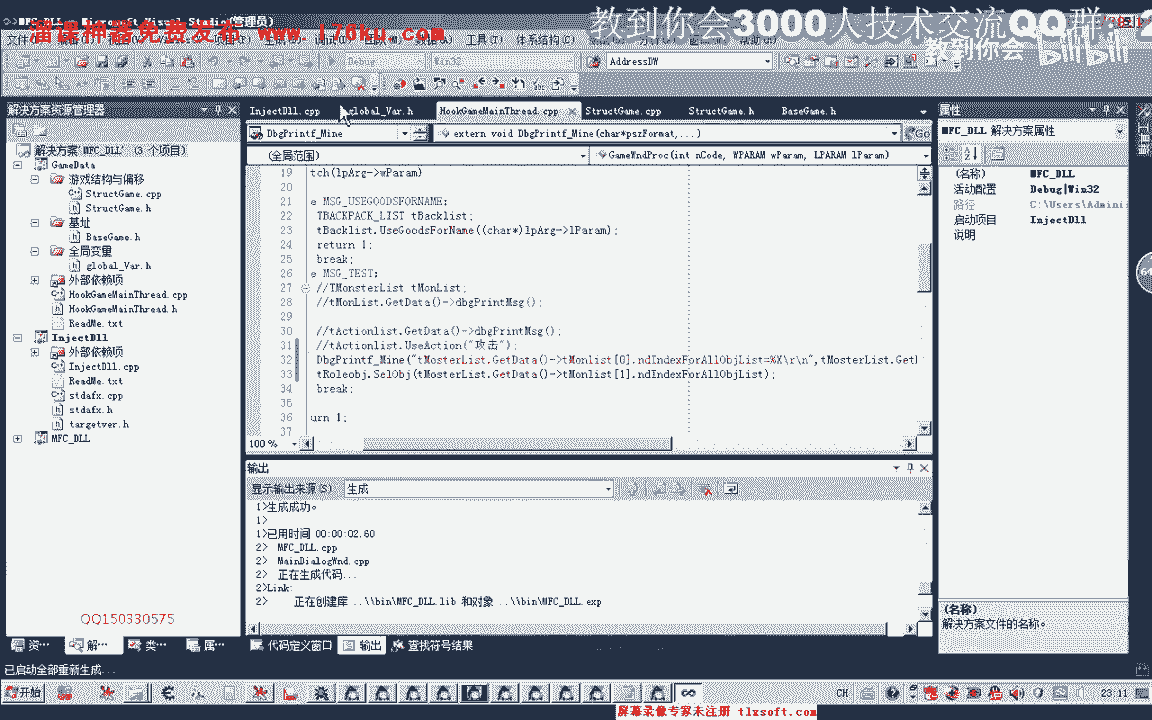 溜课神器免费发布 www.176ku.com
教到你会3000人技术交流QQ群:2
教到你会 bilibili
工具(T) 体系结构(C)
Debug Win32 AddressDW
解决方案资源管理器
解决方案'MFC_DLL' (3 个项目)
GameData
游戏结构与偏移
StructGame.cpp
StructGame.h
基址
BaseGame.h
全局变量
global_Var.h
外部依赖项
HookGameMainThread.cpp
HookGameMainThread.h
ReadMe.txt
InjectDll
外部依赖项
InjectDll.cpp
ReadMe.txt
stdafx.cpp
stdafx.h
targetver.h
MFC_DLL
QQ150330575
资… 解… 类… 属…
InjectDll.cpp global_Var.h HookGameMainThread.cpp StructGame.cpp StructGame.h BaseGame.h
DbgPrintf_Mine extern void DbgPrintf_Mine(char*pszFormat,...) Go
(全局范围) GameWndProc(int nCode, WPARAM wParam, LPARAM lParam)
19 tch(lpArg->wParam)
20
21 e MSG_USEGOODSFORNAME:
22 TBACKPACK_LIST tBacklist;
23 tBacklist.UseGoodsForName((char*)lpArg->lParam);
24 return 1;
25 break;
26 e MSG_TEST:
27 //TMonsterList tMonList;
28 //tMonList.GetData()->dbgPrintMsg();
29
30 //tActionlist.GetData()->dbgPrintMsg();
31 //tActionlist.UseAction("攻击");
32 DbgPrintf_Mine("tMosterList.GetData()->tMonlist[0].ndIndexForAllObjList=%X\r\n",tMosterList.GetD
33 tRoleobj.SelObj(tMosterList.GetData()->tMonlist[1].ndIndexForAllObjList);
34 break;
35
36 urn 1;
37
100 %
输出
显示输出来源(S): 生成
1>生成成功。
1>
1>已用时间 00:00:02.60
2> MFC_DLL.cpp
2> MainDialogWnd.cpp
2> 正在生成代码...
2>Link:
2> 正在创建库 ..\\bin\MFC_DLL.lib 和对象 ..\\bin\MFC_DLL.exp
代码定义窗口 输出 查找符号结果
属性
MFC_DLL 解决方案属性
(名称) MFC_DLL
活动配置 Debug|Win32
路径 C:\Users\Admini
启动项目 InjectDll
说明
(名称)
解决方案文件的名称。
64
已启动全部重新生成...
开始
CH
23:11
屏幕录像专家未注册 tlxsoft.com